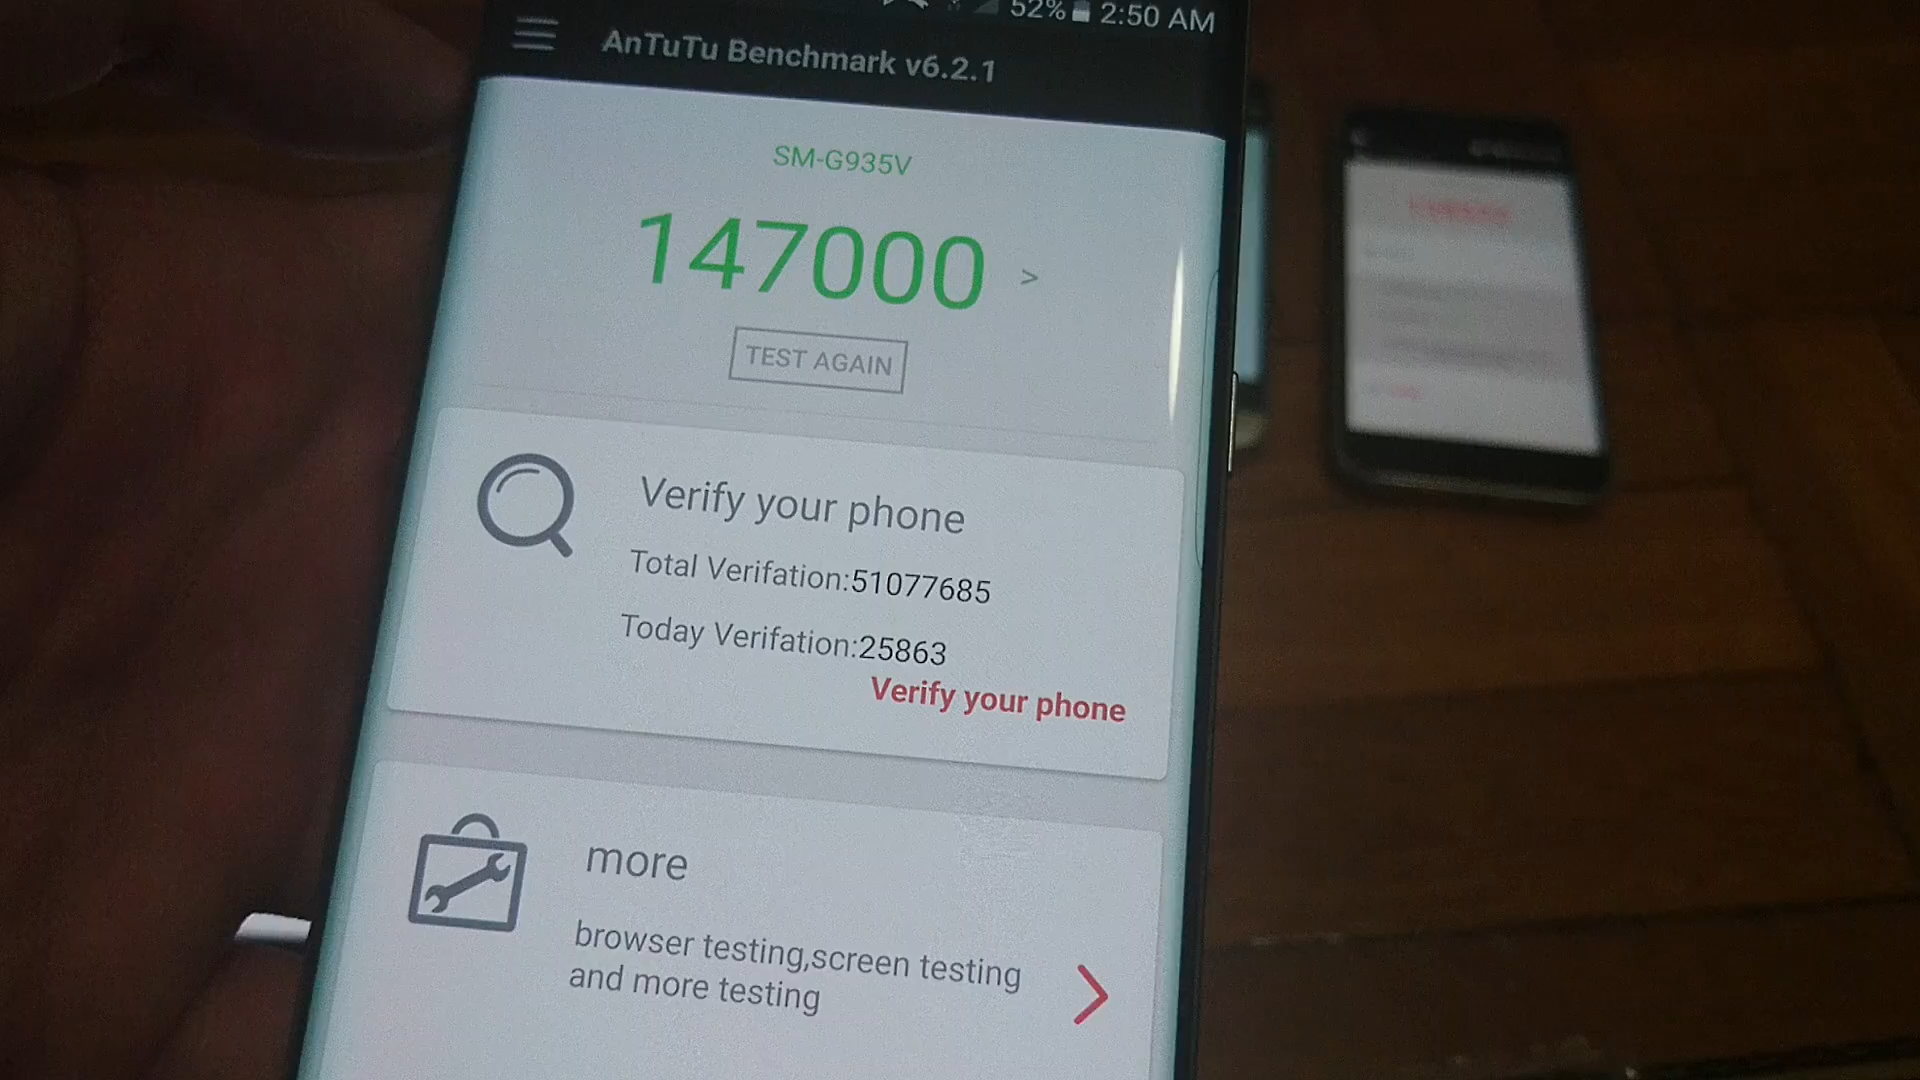 52% 2:50 AM
AnTuTu Benchmark v6.2.1
SM-G935V
147000 >
TEST AGAIN
Verify your phone
Total Verifation:51077685
Today Verifation:25863
Verify your phone
more
browser testing,screen testing
and more testing